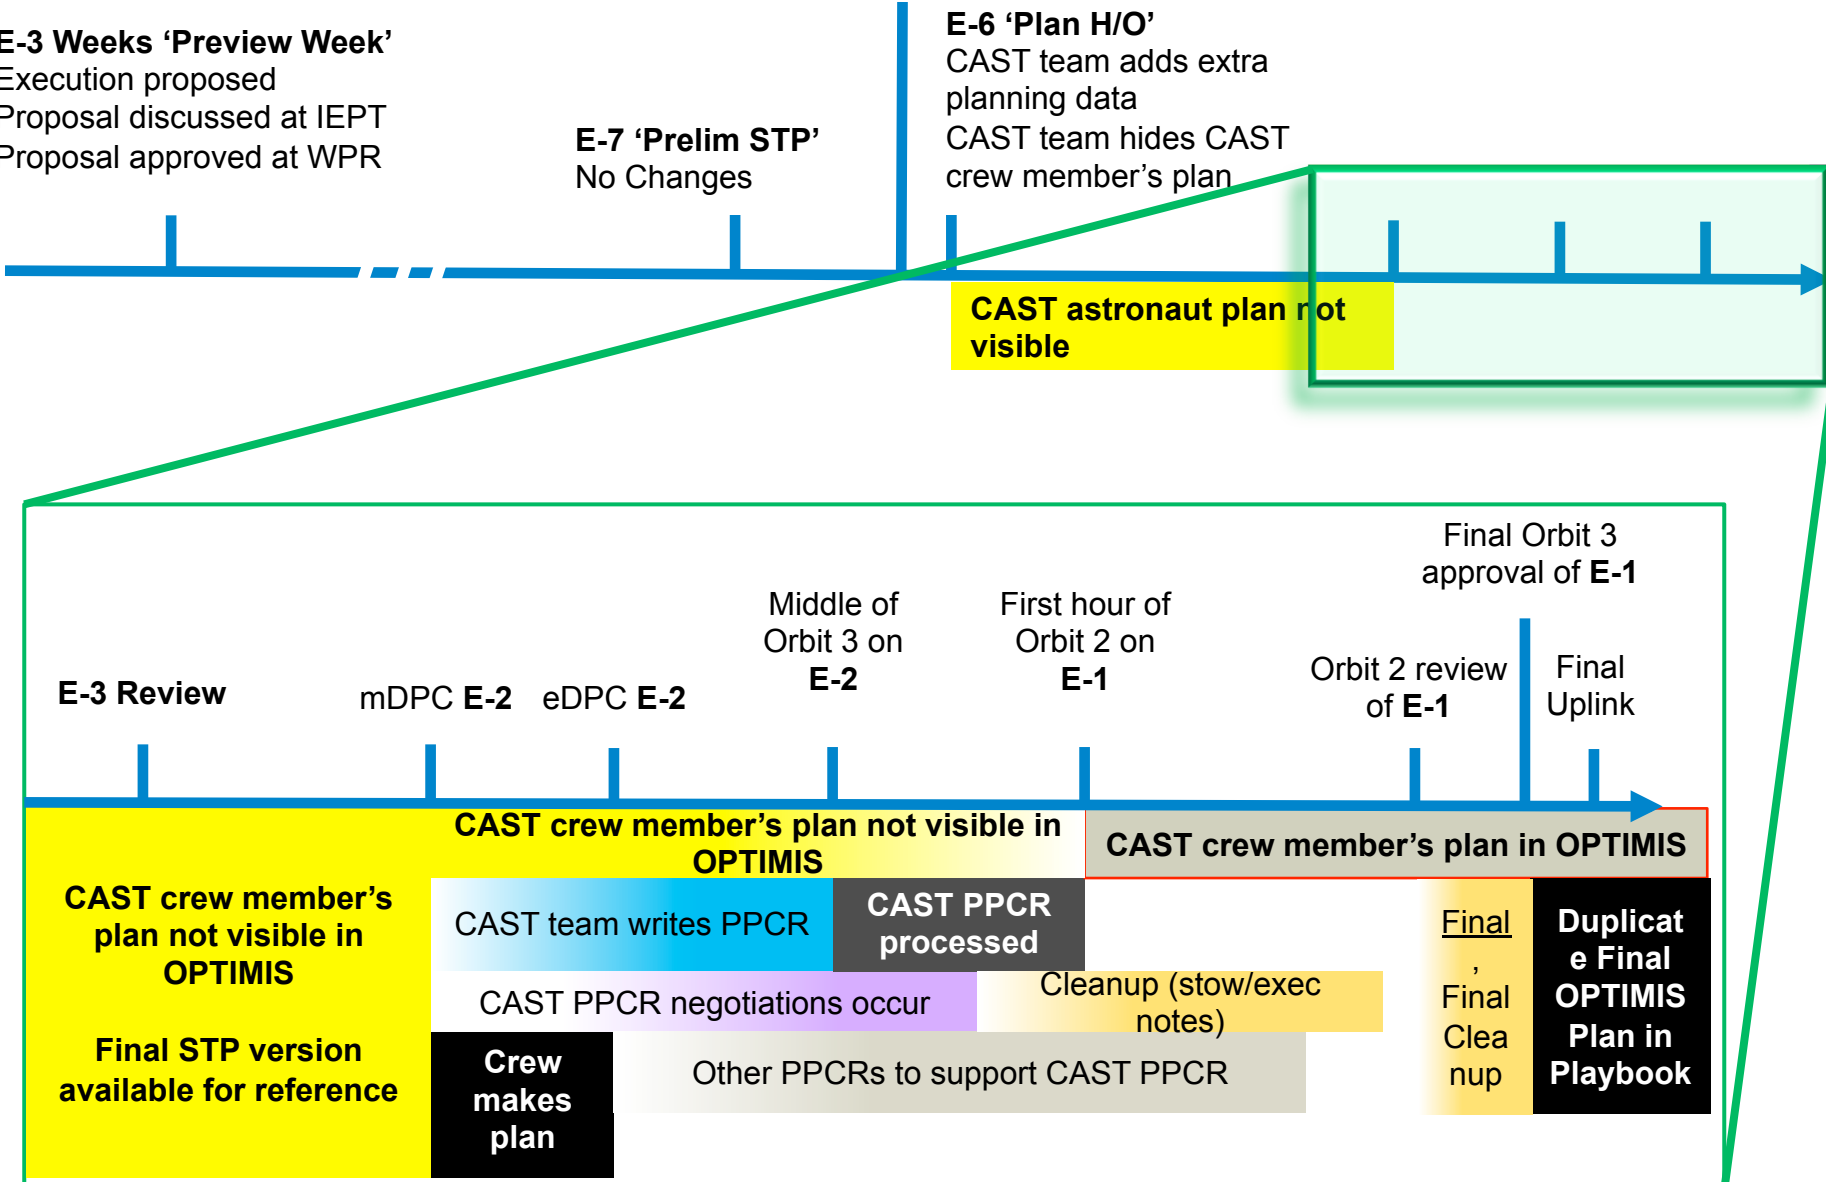 E-3 Weeks ‘Preview Week’
Execution proposed
Proposal discussed at IEPT
Proposal approved at WPR
E-7 ‘Prelim STP’
No Changes
E-6 ‘Plan H/O’
CAST team adds extra
planning data
CAST team hides CAST
crew member’s plan
CAST astronaut plan not
visible
E-3 Review
mDPC E-2
eDPC E-2
Middle of
Orbit 3 on
E-2
First hour of
Orbit 2 on
E-1
Orbit 2 review
of E-1
Final Orbit 3
approval of E-1
Final
Uplink
CAST crew member’s plan not visible in
OPTIMIS
CAST crew member’s plan in OPTIMIS
CAST crew member’s
plan not visible in
OPTIMIS
Final STP version
available for reference
CAST team writes PPCR
CAST PPCR
processed
CAST PPCR negotiations occur
Cleanup (stow/exec
notes)
Crew
makes
plan
Other PPCRs to support CAST PPCR
Final
,
Final
Clea
nup
Duplicat
e Final
OPTIMIS
Plan in
Playbook